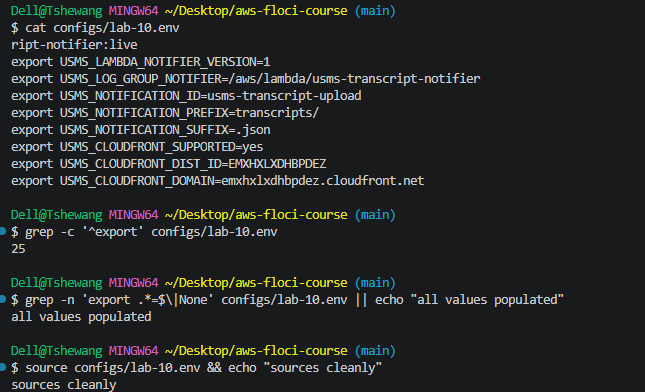 Dell@Tshewang MINGW64 ~/Desktop/aws-floci-course (main)
$ cat configs/lab-10.env
ript-notifier:live
export USMS_LAMBDA_NOTIFIER_VERSION=1
export USMS_LOG_GROUP_NOTIFIER=/aws/lambda/usms-transcript-notifier
export USMS_NOTIFICATION_ID=usms-transcript-upload
export USMS_NOTIFICATION_PREFIX=transcripts/
export USMS_NOTIFICATION_SUFFIX=.json
export USMS_CLOUDFRONT_SUPPORTED=yes
export USMS_CLOUDFRONT_DIST_ID=EMXHXLXDHBPDEZ
export USMS_CLOUDFRONT_DOMAIN=emxhxlxdhbpdez.cloudfront.net
Dell@Tshewang MINGW64 ~/Desktop/aws-floci-course (main)
$ grep -c '^export' configs/lab-10.env
25
Dell@Tshewang MINGW64 ~/Desktop/aws-floci-course (main)
$ grep -n 'export .*=$\|None' configs/lab-10.env || echo "all values populated"
all values populated
Dell@Tshewang MINGW64 ~/Desktop/aws-floci-course (main)
$ source configs/lab-10.env && echo "sources cleanly"
sources cleanly